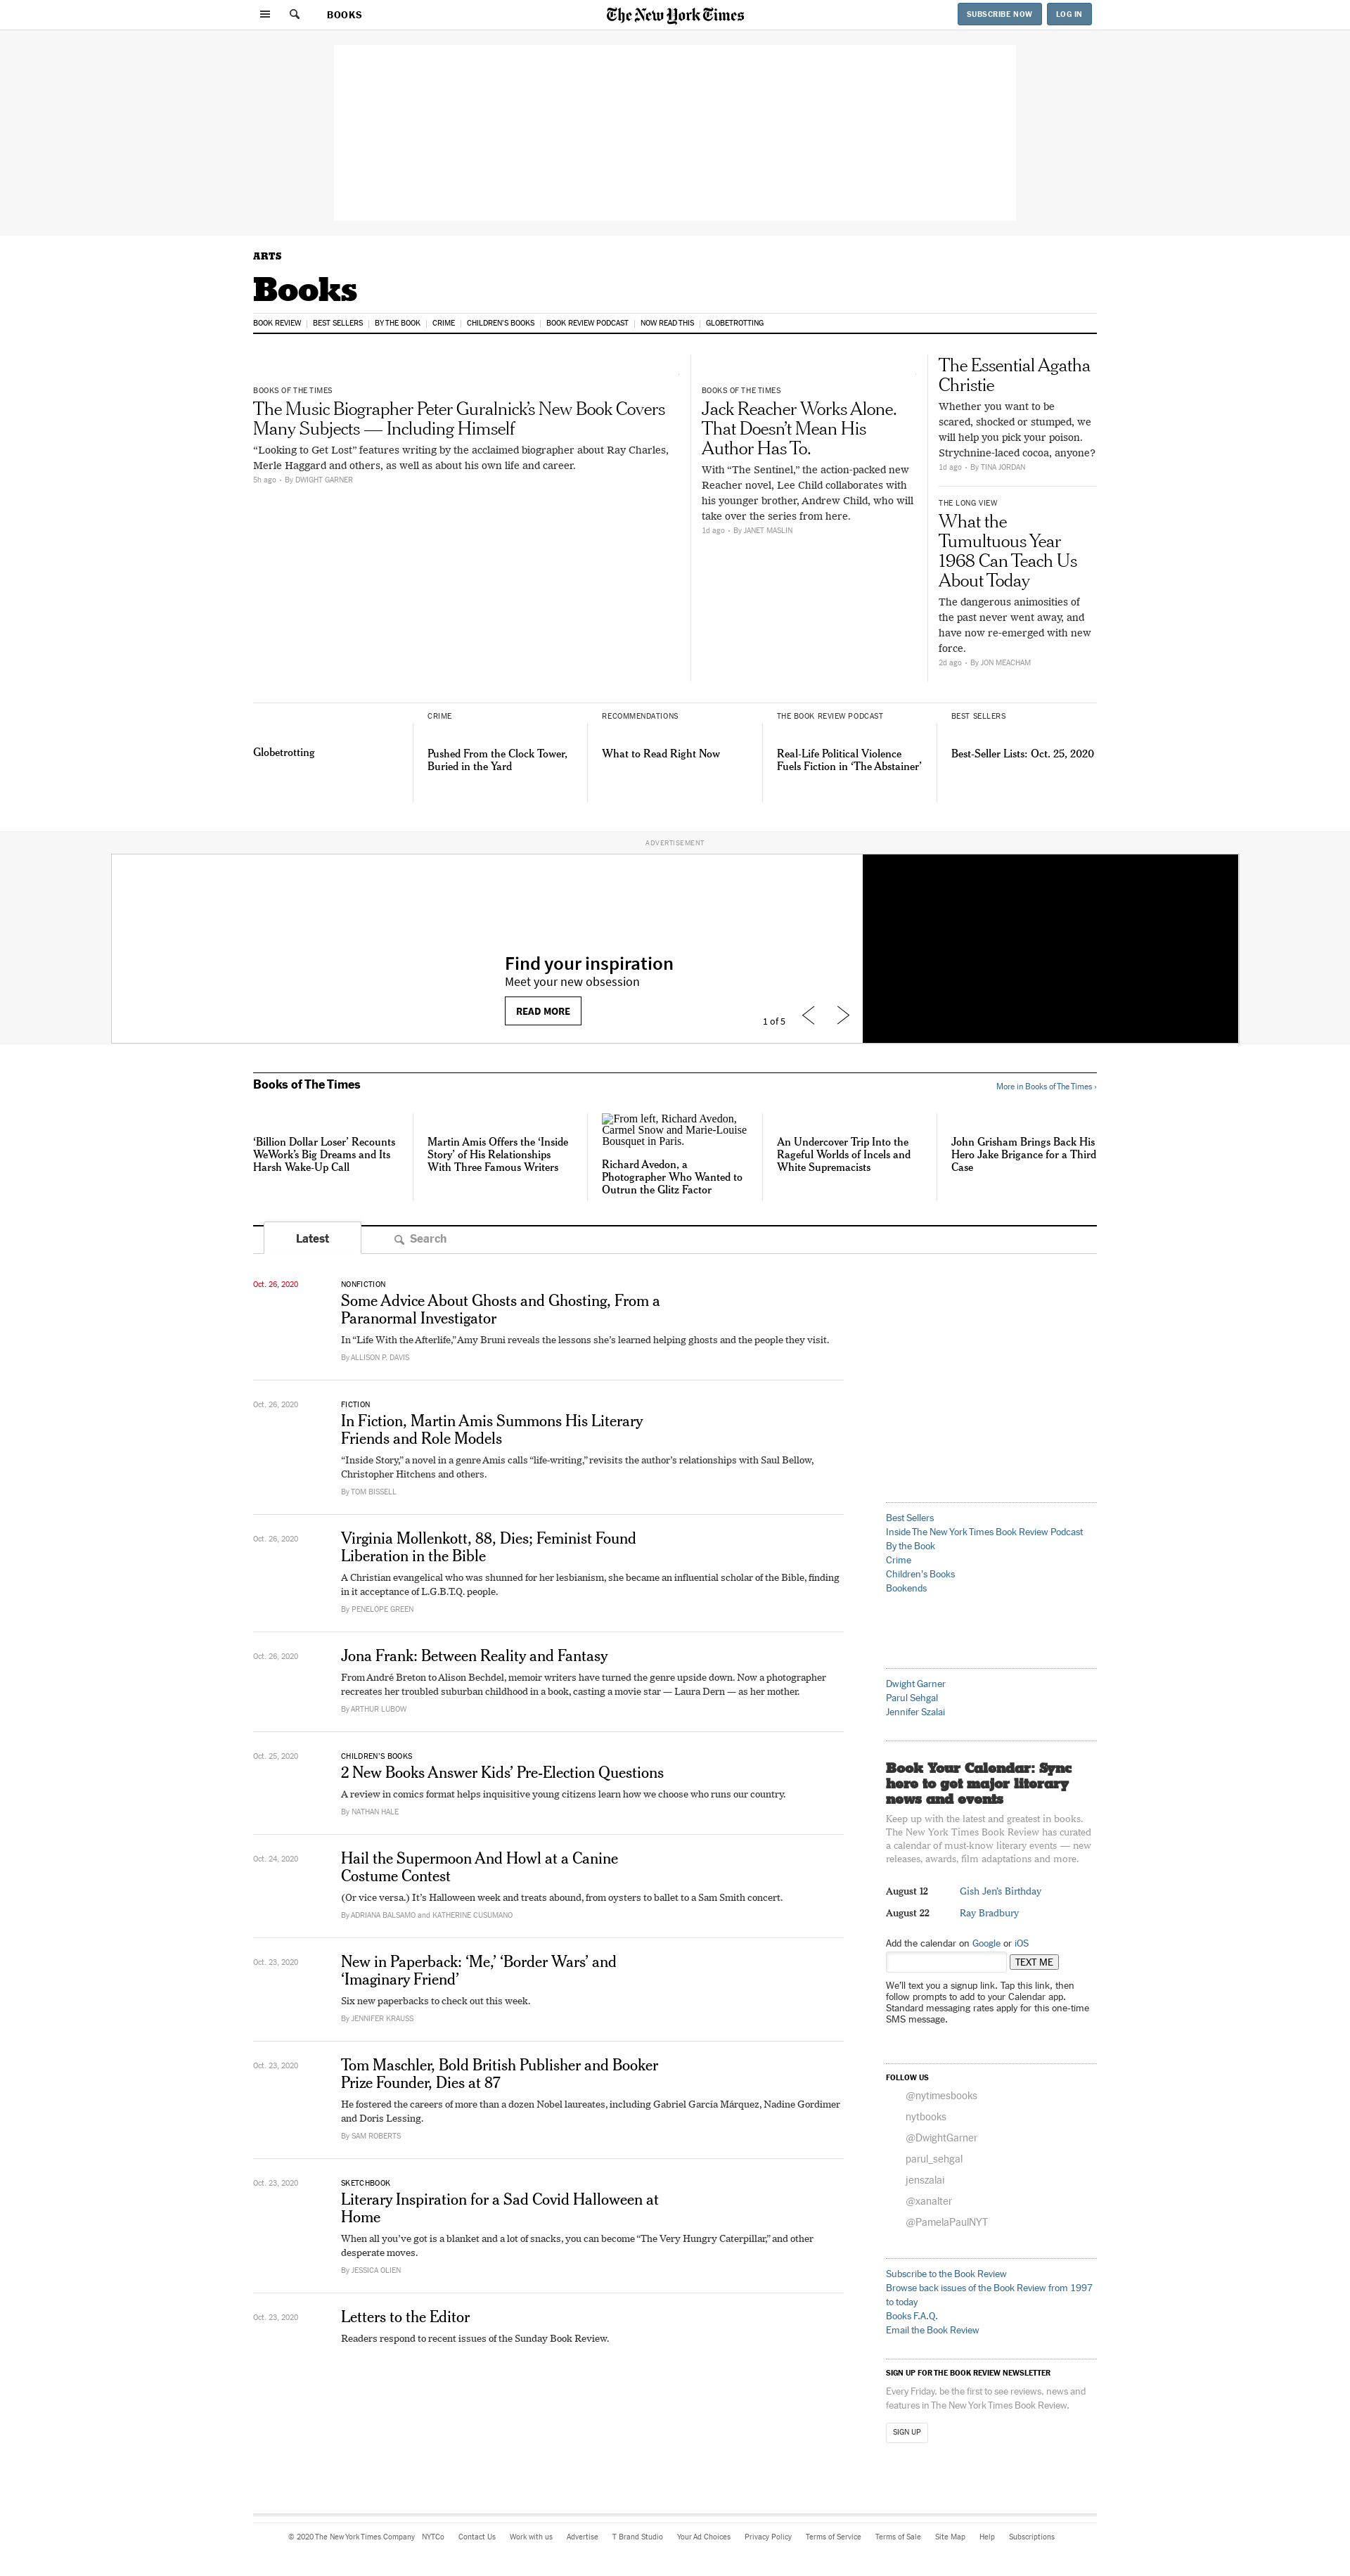 BOOKS
The New York Times
SUBSCRIBE NOW
LOG IN
ARTS
Books
BOOK REVIEW
BEST SELLERS
BY THE BOOK
CRIME
CHILDREN'S BOOKS
BOOK REVIEW PODCAST
NOW READ THIS
GLOBETROTTING
BOOKS OF THE TIMES
The Music Biographer Peter Guralnick’s New Book Covers
Many Subjects — Including Himself
“Looking to Get Lost” features writing by the acclaimed biographer about Ray Charles,
Merle Haggard and others, as well as about his own life and career.
5h ago • By DWIGHT GARNER
BOOKS OF THE TIMES
Jack Reacher Works Alone.
That Doesn’t Mean His
Author Has To.
With “The Sentinel,” the action-packed new
Reacher novel, Lee Child collaborates with
his younger brother, Andrew Child, who will
take over the series from here.
1d ago • By JANET MASLIN
The Essential Agatha
Christie
Whether you want to be
scared, shocked or stumped, we
will help you pick your poison.
Strychnine-laced cocoa, anyone?
1d ago • By TINA JORDAN
THE LONG VIEW
What the
Tumultuous Year
1968 Can Teach Us
About Today
The dangerous animosities of
the past never went away, and
have now re-emerged with new
force.
2d ago • By JON MEACHAM
Globetrotting
CRIME
Pushed From the Clock Tower,
Buried in the Yard
RECOMMENDATIONS
What to Read Right Now
THE BOOK REVIEW PODCAST
Real-Life Political Violence
Fuels Fiction in ‘The Abstainer’
BEST SELLERS
Best-Seller Lists: Oct. 25, 2020
ADVERTISEMENT
Find your inspiration
Meet your new obsession
READ MORE
1 of 5
Books of The Times
More in Books of The Times ›
‘Billion Dollar Loser’ Recounts
WeWork’s Big Dreams and Its
Harsh Wake-Up Call
Martin Amis Offers the ‘Inside
Story’ of His Relationships
With Three Famous Writers
From left, Richard Avedon,
Carmel Snow and Marie-Louise
Bousquet in Paris.
Richard Avedon, a
Photographer Who Wanted to
Outrun the Glitz Factor
An Undercover Trip Into the
Rageful Worlds of Incels and
White Supremacists
John Grisham Brings Back His
Hero Jake Brigance for a Third
Case
Latest
Search
Oct. 26, 2020
NONFICTION
Some Advice About Ghosts and Ghosting, From a
Paranormal Investigator
In “Life With the Afterlife,” Amy Bruni reveals the lessons she’s learned helping ghosts and the people they visit.
By ALLISON P. DAVIS
Oct. 26, 2020
FICTION
In Fiction, Martin Amis Summons His Literary
Friends and Role Models
“Inside Story,” a novel in a genre Amis calls “life-writing,” revisits the author’s relationships with Saul Bellow,
Christopher Hitchens and others.
By TOM BISSELL
Oct. 26, 2020
Virginia Mollenkott, 88, Dies; Feminist Found
Liberation in the Bible
A Christian evangelical who was shunned for her lesbianism, she became an influential scholar of the Bible, finding
in it acceptance of L.G.B.T.Q. people.
By PENELOPE GREEN
Oct. 26, 2020
Jona Frank: Between Reality and Fantasy
From André Breton to Alison Bechdel, memoir writers have turned the genre upside down. Now a photographer
recreates her troubled suburban childhood in a book, casting a movie star — Laura Dern — as her mother.
By ARTHUR LUBOW
Oct. 25, 2020
CHILDREN’S BOOKS
2 New Books Answer Kids’ Pre-Election Questions
A review in comics format helps inquisitive young citizens learn how we choose who runs our country.
By NATHAN HALE
Oct. 24, 2020
Hail the Supermoon And Howl at a Canine
Costume Contest
(Or vice versa.) It’s Halloween week and treats abound, from oysters to ballet to a Sam Smith concert.
By ADRIANA BALSAMO and KATHERINE CUSUMANO
Oct. 23, 2020
New in Paperback: ‘Me,’ ‘Border Wars’ and
‘Imaginary Friend’
Six new paperbacks to check out this week.
By JENNIFER KRAUSS
Oct. 23, 2020
Tom Maschler, Bold British Publisher and Booker
Prize Founder, Dies at 87
He fostered the careers of more than a dozen Nobel laureates, including Gabriel García Márquez, Nadine Gordimer
and Doris Lessing.
By SAM ROBERTS
Oct. 23, 2020
SKETCHBOOK
Literary Inspiration for a Sad Covid Halloween at
Home
When all you’ve got is a blanket and a lot of snacks, you can become “The Very Hungry Caterpillar,” and other
desperate moves.
By JESSICA OLIEN
Oct. 23, 2020
Letters to the Editor
Readers respond to recent issues of the Sunday Book Review.
Best Sellers
Inside The New York Times Book Review Podcast
By the Book
Crime
Children's Books
Bookends
Dwight Garner
Parul Sehgal
Jennifer Szalai
Book Your Calendar: Sync
here to get major literary
news and events
Keep up with the latest and greatest in books.
The New York Times Book Review has curated
a calendar of must-know literary events — new
releases, awards, film adaptations and more.
August 12 Gish Jen's Birthday
August 22 Ray Bradbury
Add the calendar on Google or iOS
TEXT ME
We’ll text you a signup link. Tap this link, then
follow prompts to add to your Calendar app.
Standard messaging rates apply for this one-time
SMS message.
FOLLOW US
@nytimesbooks
nytbooks
@DwightGarner
parul_sehgal
jenszalai
@xanalter
@PamelaPaulNYT
Subscribe to the Book Review
Browse back issues of the Book Review from 1997
to today
Books F.A.Q.
Email the Book Review
SIGN UP FOR THE BOOK REVIEW NEWSLETTER
Every Friday, be the first to see reviews, news and
features in The New York Times Book Review.
SIGN UP
© 2020 The New York Times Company NYTCo Contact Us Work with us Advertise T Brand Studio Your Ad Choices Privacy Policy Terms of Service Terms of Sale Site Map Help Subscriptions